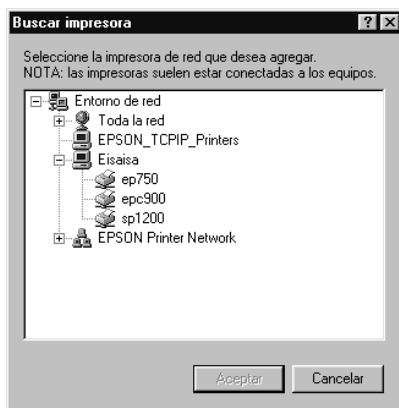 Buscar impresora
Seleccione la impresora de red que desea agregar.
NOTA: las impresoras suelen estar conectadas a los equipos.
Entorno de red
Toda la red
EPSON_TCPIP_Printers
Eisaisa
ep750
epc900
sp1200
EPSON Printer Network
Aceptar Cancelar